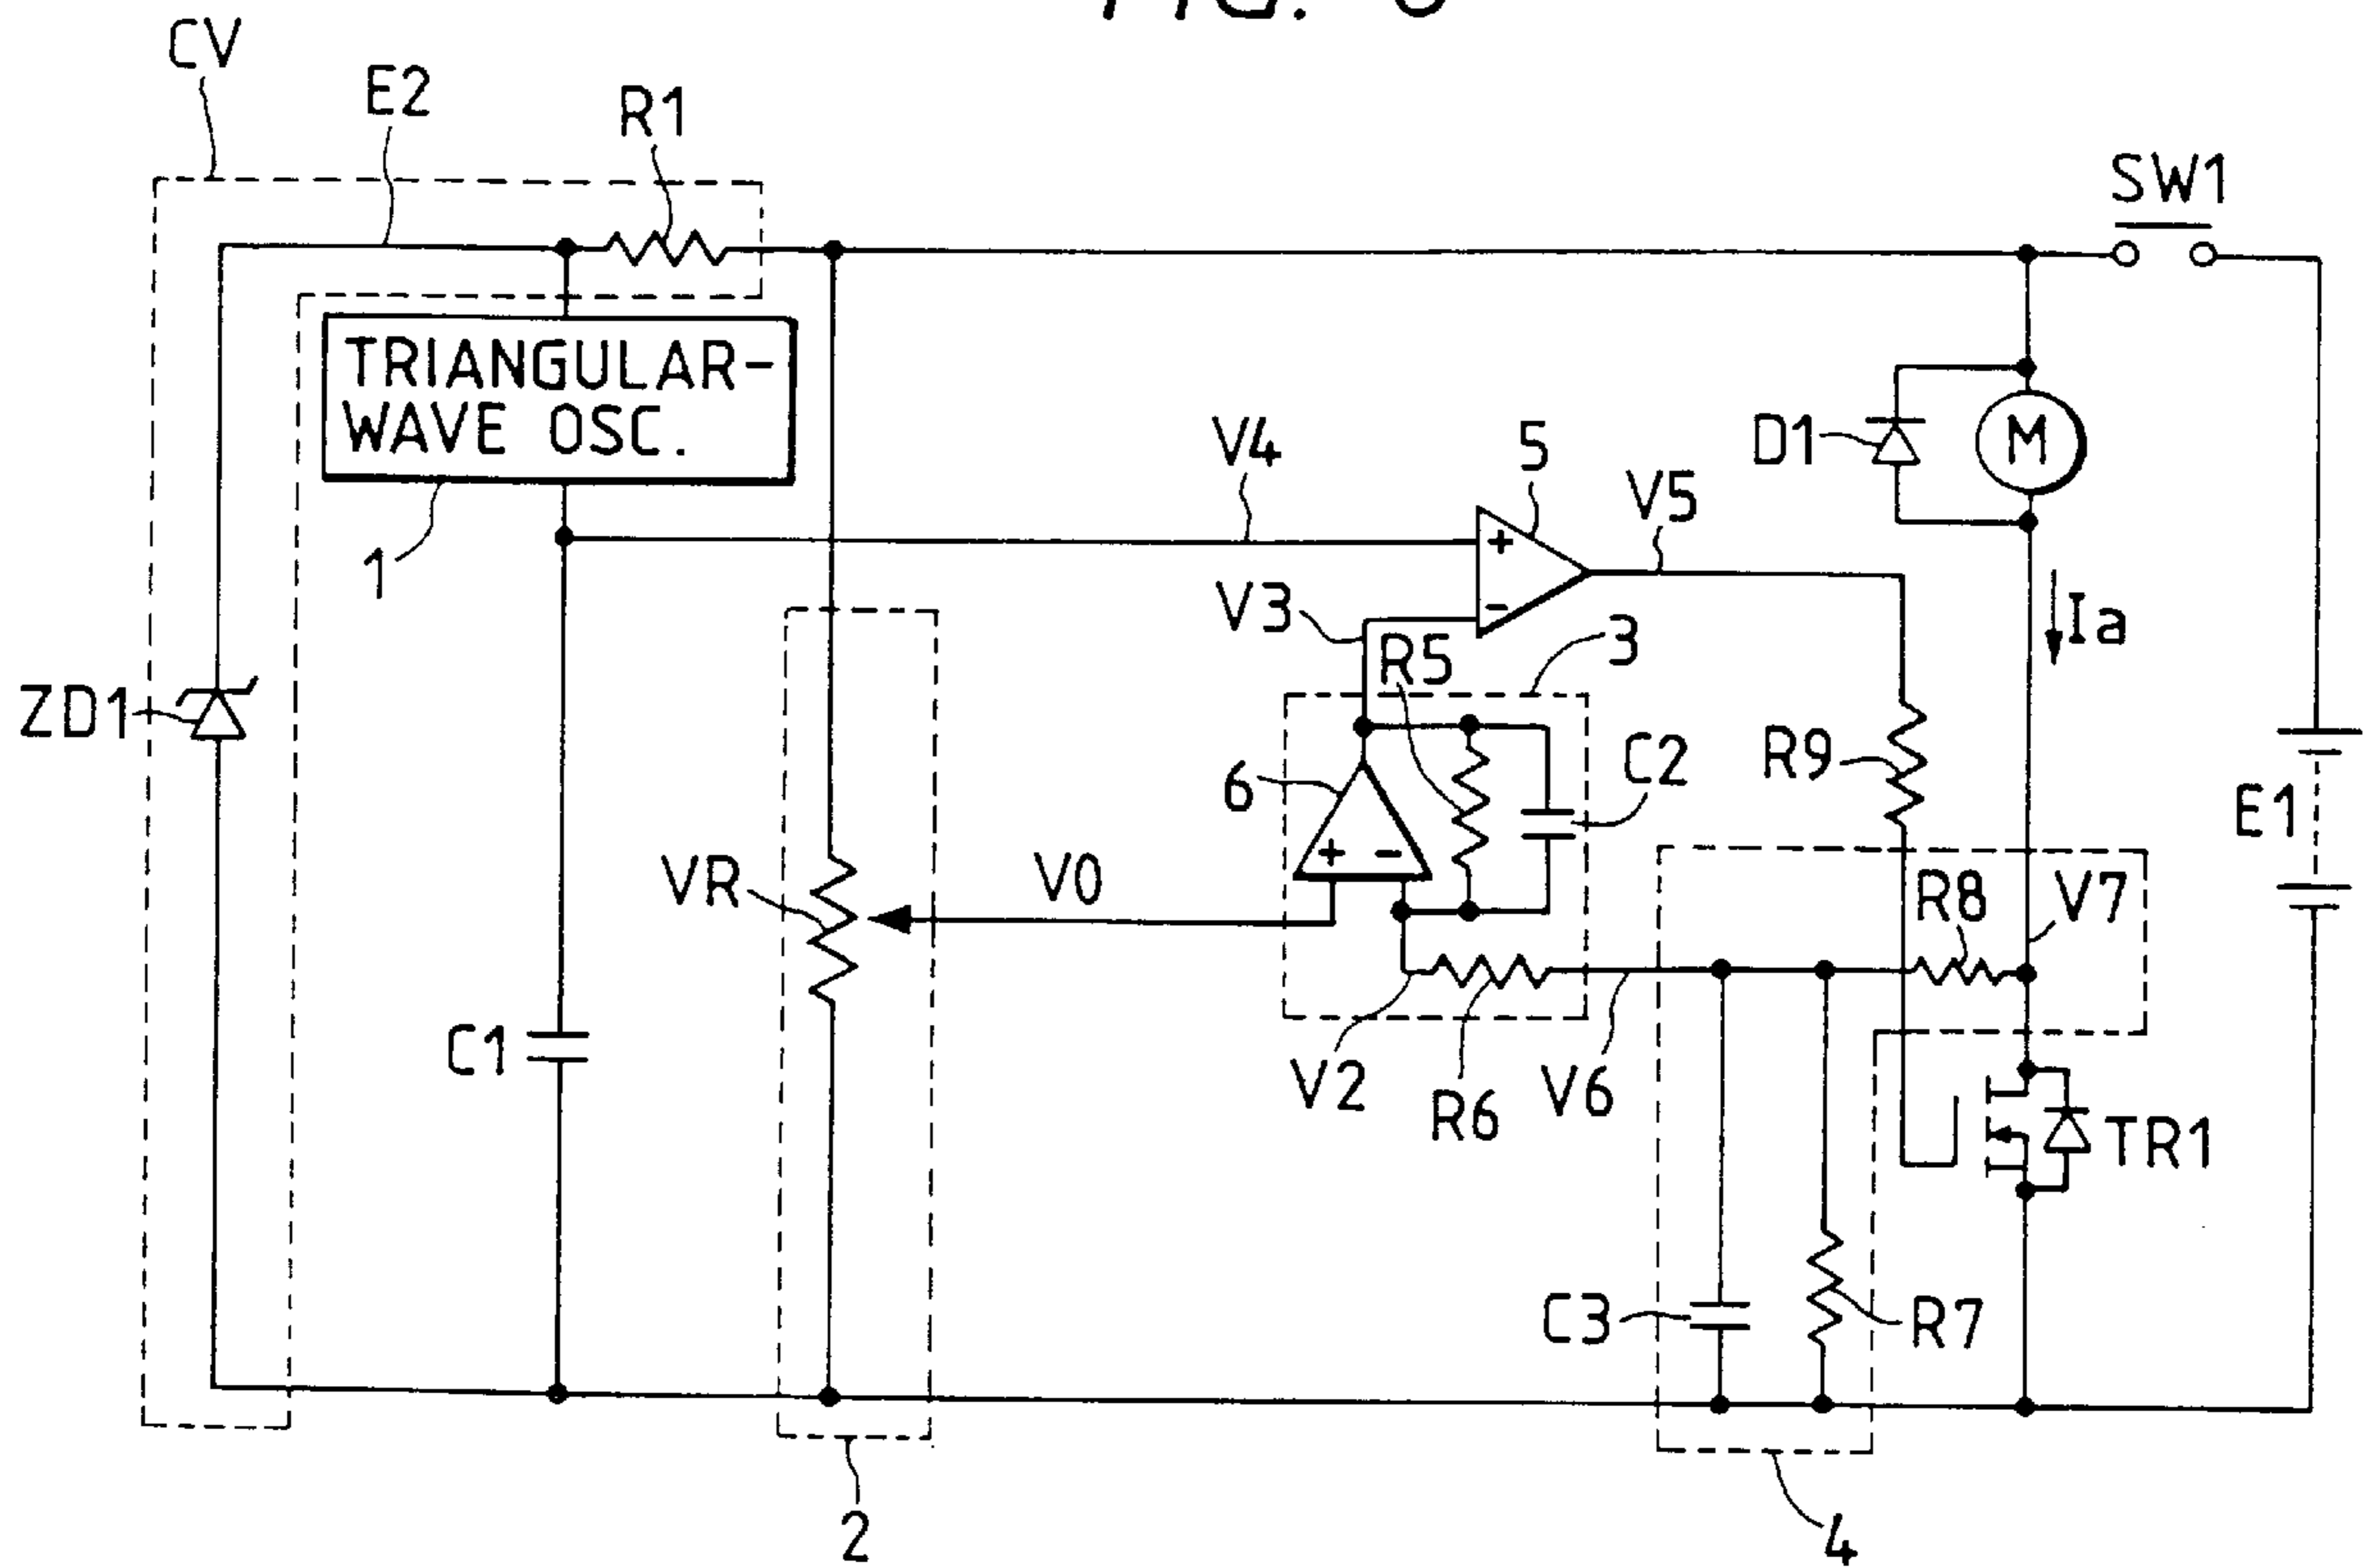 CV
E2
R1
SW1
TRIANGULAR-
WAVE OSC.
1
V4
5
V5
D1
M
Ia
V3
R5
3
ZD1
6
C2
R9
E1
VR
V0
+
-
+
-
R8
V7
C1
V2
R6
V6
TR1
C3
R7
2
4